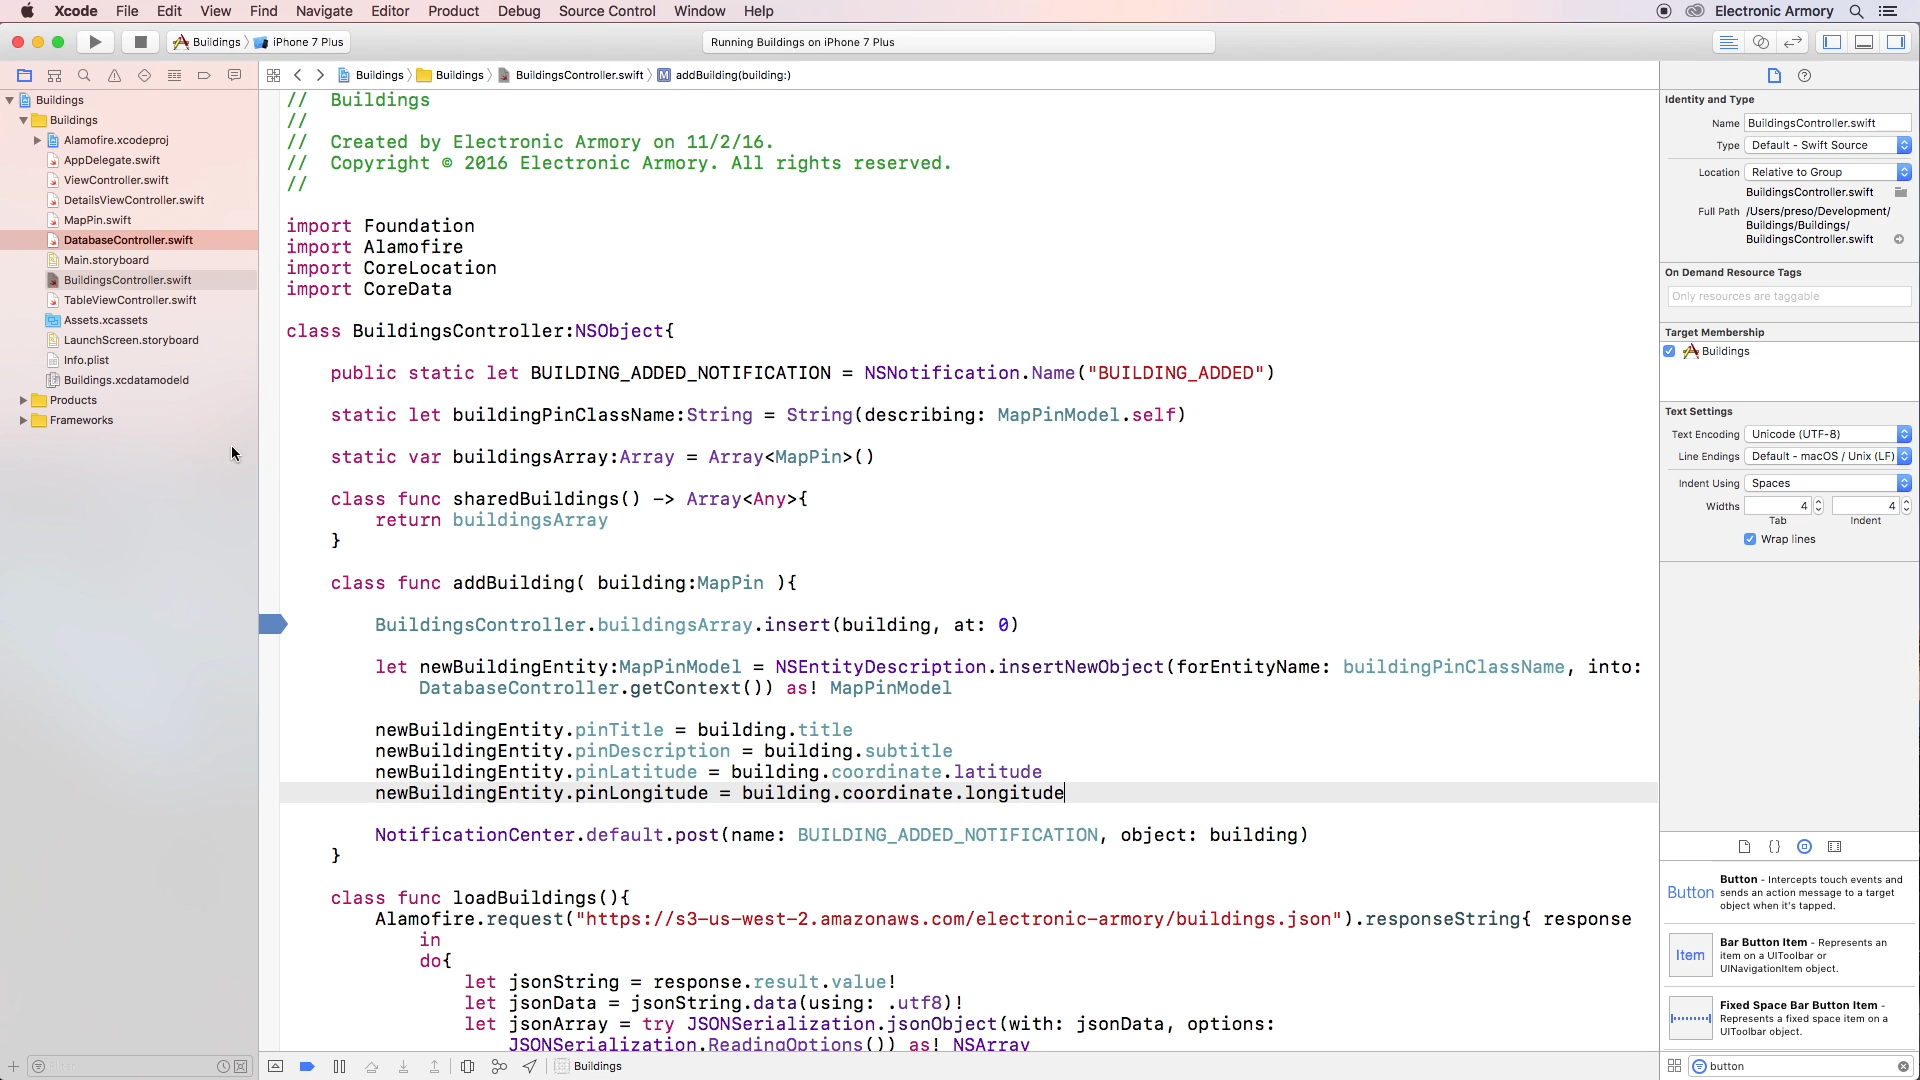 Xcode File Edit View Find Navigate Editor Product Debug Source Control Window Help Electronic Armory
Buildings iPhone 7 Plus Running Buildings on iPhone 7 Plus
Buildings Buildings BuildingsController.swift M addBuilding(building:)
Buildings
Buildings
Alamofire.xcodeproj
AppDelegate.swift
ViewController.swift
DetailsViewController.swift
MapPin.swift
DatabaseController.swift
Main.storyboard
BuildingsController.swift
TableViewController.swift
Assets.xcassets
LaunchScreen.storyboard
Info.plist
Buildings.xcdatamodeld
Products
Frameworks
// Buildings
//
// Created by Electronic Armory on 11/2/16.
// Copyright © 2016 Electronic Armory. All rights reserved.
//
import Foundation
import Alamofire
import CoreLocation
import CoreData
class BuildingsController:NSObject{
public static let BUILDING_ADDED_NOTIFICATION = NSNotification.Name("BUILDING_ADDED")
static let buildingPinClassName:String = String(describing: MapPinModel.self)
static var buildingsArray:Array = Array<MapPin>()
class func sharedBuildings() -> Array<Any>{
return buildingsArray
}
class func addBuilding( building:MapPin ){
BuildingsController.buildingsArray.insert(building, at: 0)
let newBuildingEntity:MapPinModel = NSEntityDescription.insertNewObject(forEntityName: buildingPinClassName, into:
DatabaseController.getContext()) as! MapPinModel
newBuildingEntity.pinTitle = building.title
newBuildingEntity.pinDescription = building.subtitle
newBuildingEntity.pinLatitude = building.coordinate.latitude
newBuildingEntity.pinLongitude = building.coordinate.longitude
NotificationCenter.default.post(name: BUILDING_ADDED_NOTIFICATION, object: building)
}
class func loadBuildings(){
Alamofire.request("https://s3-us-west-2.amazonaws.com/electronic-armory/buildings.json").responseString{ response
in
do{
let jsonString = response.result.value!
let jsonData = jsonString.data(using: .utf8)!
let jsonArray = try JSONSerialization.jsonObject(with: jsonData, options:
JSONSerialization.ReadingOptions()) as! NSArray
Buildings
Identity and Type
Name BuildingsController.swift
Type Default - Swift Source
Location Relative to Group
BuildingsController.swift
Full Path /Users/preso/Development/
Buildings/Buildings/
BuildingsController.swift
On Demand Resource Tags
Only resources are taggable
Target Membership
Buildings
Text Settings
Text Encoding Unicode (UTF-8)
Line Endings Default - macOS / Unix (LF)
Indent Using Spaces
Widths 4 4
Tab Indent
Wrap lines
{}
Button Button - Intercepts touch events and
sends an action message to a target
object when it's tapped.
Item Bar Button Item - Represents an
item on a UIToolbar or
UINavigationItem object.
Fixed Space Bar Button Item -
Represents a fixed space item on a
UIToolbar object.
button